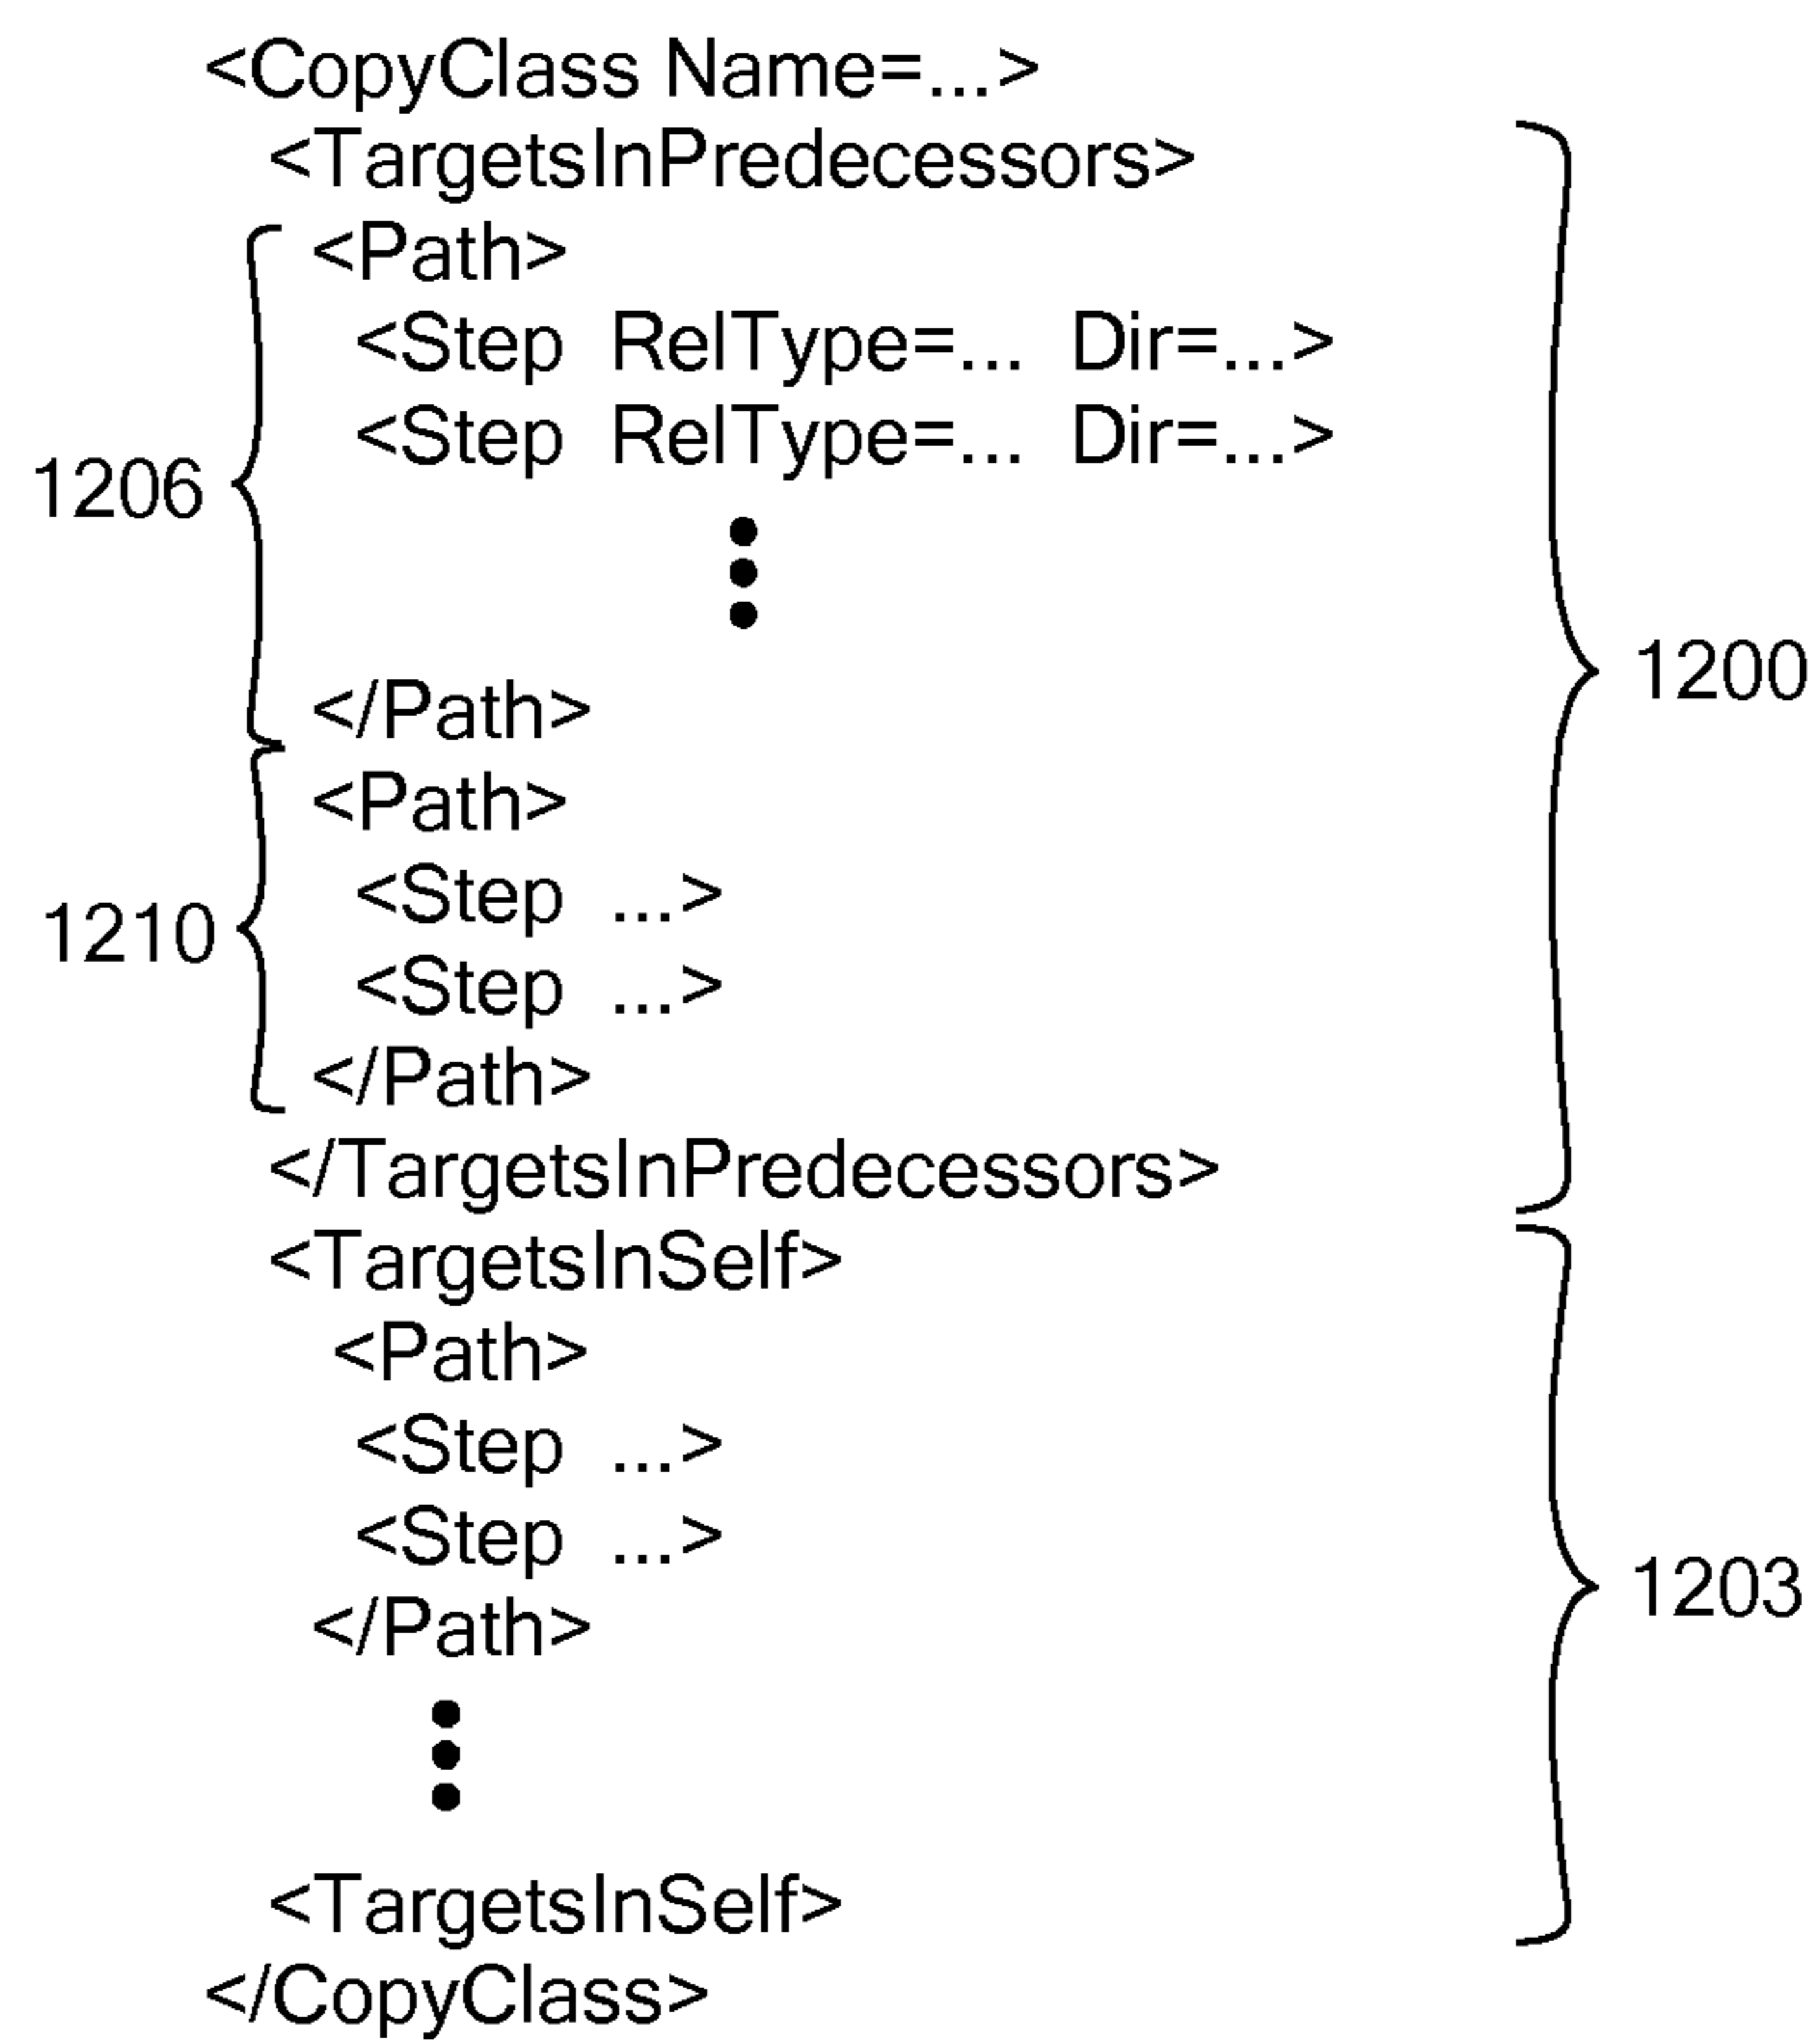 <CopyClass Name=...>
<TargetsInPredecessors>
<Path>
<Step RelType=... Dir=...>
<Step RelType=... Dir=...>
1206
1200
</Path>
<Path>
<Step ...>
1210
<Step ...>
</Path>
</TargetsInPredecessors>
<TargetsInSelf>
<Path>
<Step ...>
<Step ...>
1203
</Path>
<TargetsInSelf>
</CopyClass>